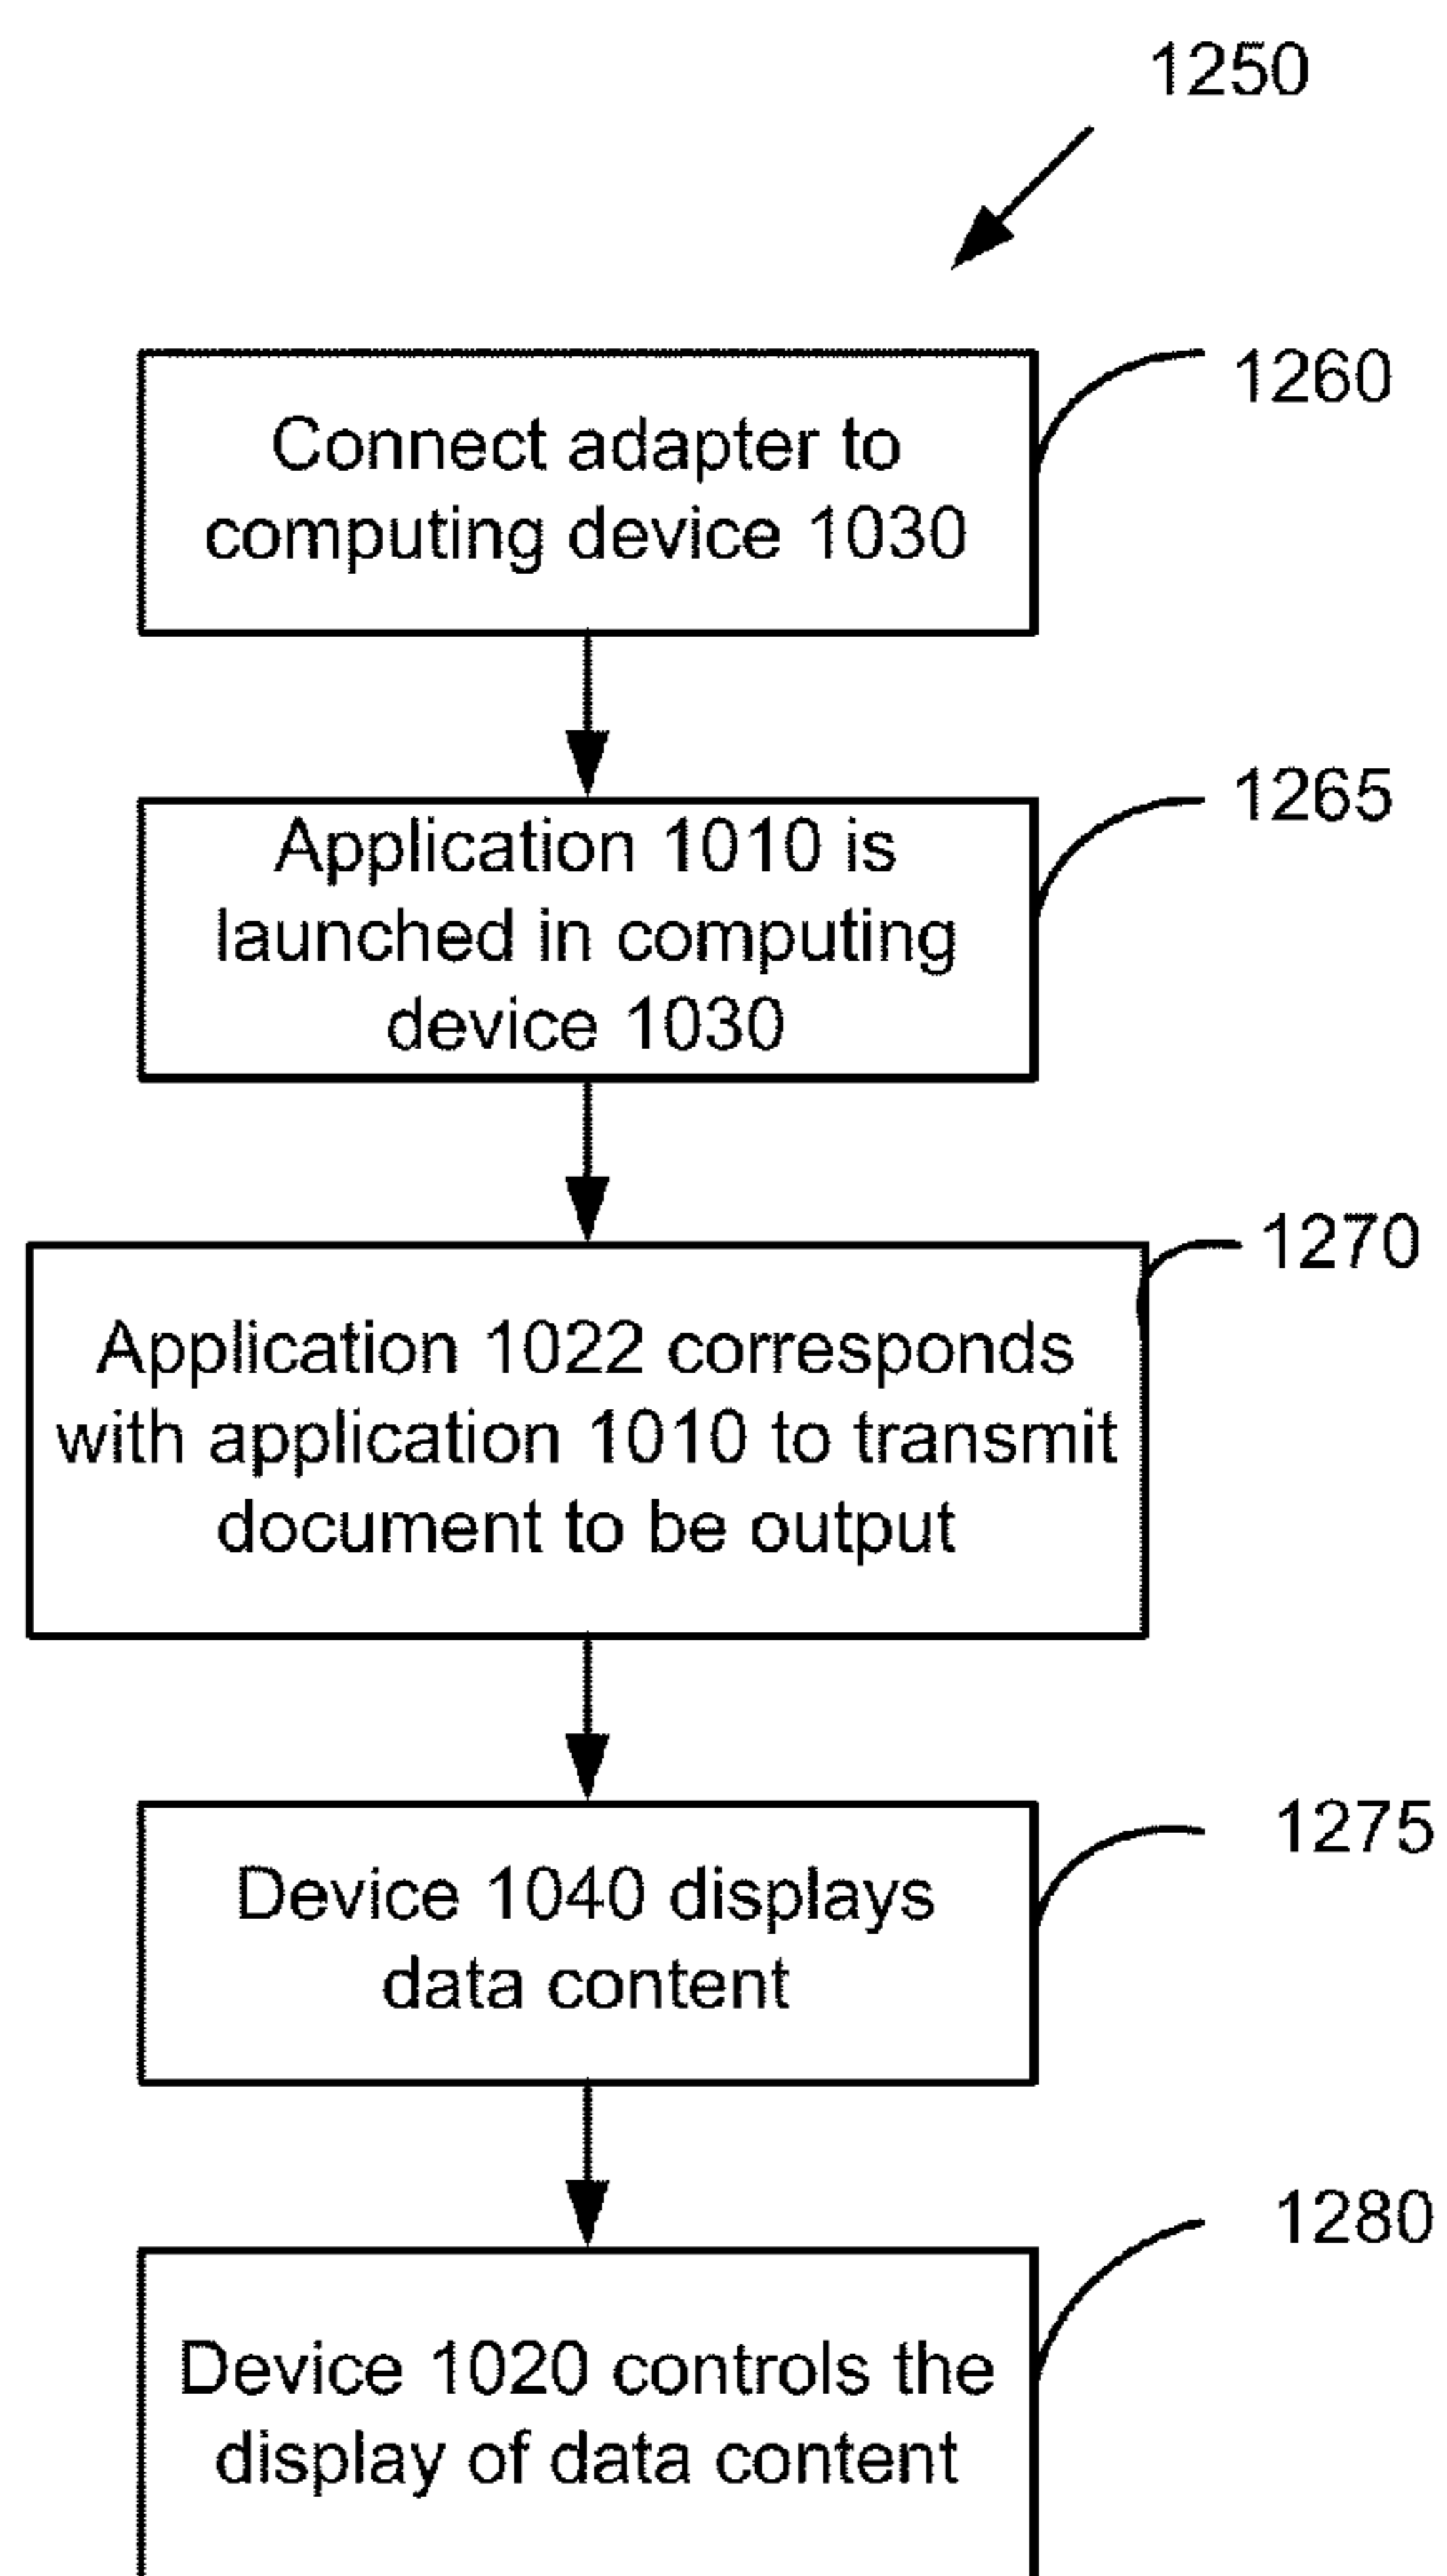 1250
1260
Connect adapter to
computing device 1030
1265
Application 1010 is
launched in computing
device 1030
1270
Application 1022 corresponds
with application 1010 to transmit
document to be output
1275
Device 1040 displays
data content
1280
Device 1020 controls the
display of data content